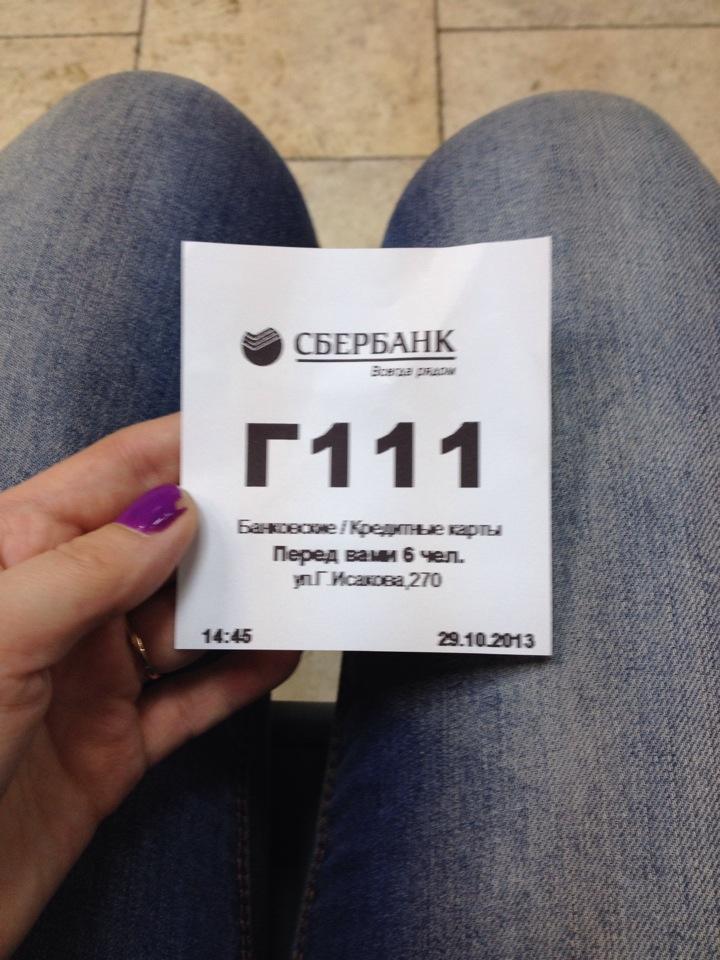 СБЕРБАНК
Всегда рядом
Г111
Банковские / Кредитные карты
Перед вами 6 чел.
ул.Г.Исакова,270
14:45 29.10.2013